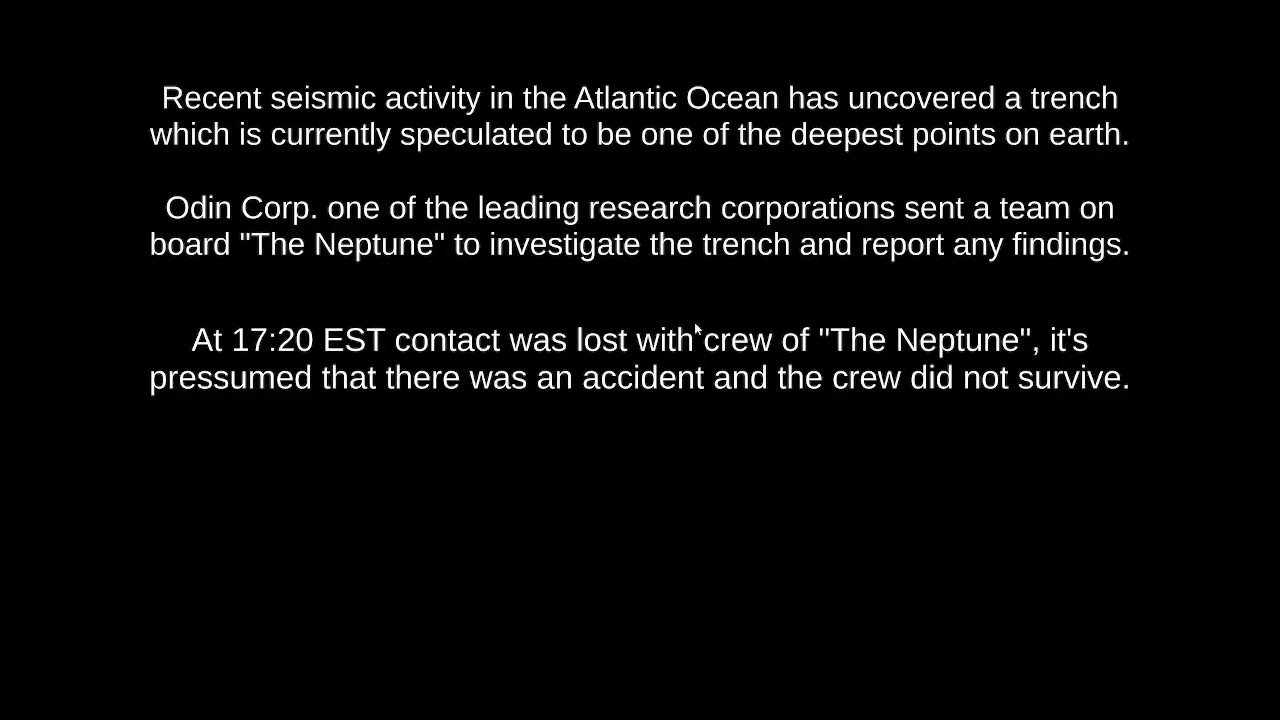 Recent seismic activity in the Atlantic Ocean has uncovered a trench
which is currently speculated to be one of the deepest points on earth.
Odin Corp. one of the leading research corporations sent a team on
board "The Neptune" to investigate the trench and report any findings.
At 17:20 EST contact was lost with crew of "The Neptune", it's
pressumed that there was an accident and the crew did not survive.